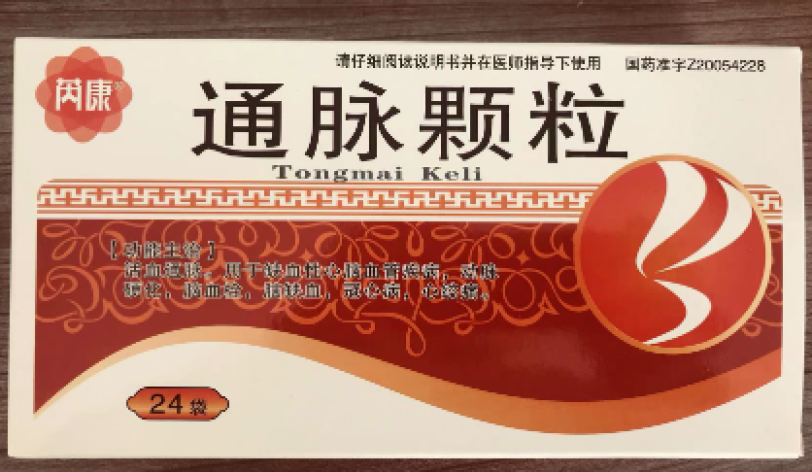 茵康
请仔细阅读说明书并在医师指导下使用 国药准字Z20054228
通脉颗粒
Tongmai Keli
【功能主治】
活血通脉。用于缺血性心脑血管疾病,动脉
硬化,脑血栓,脑缺血,冠心病,心绞痛。
24袋